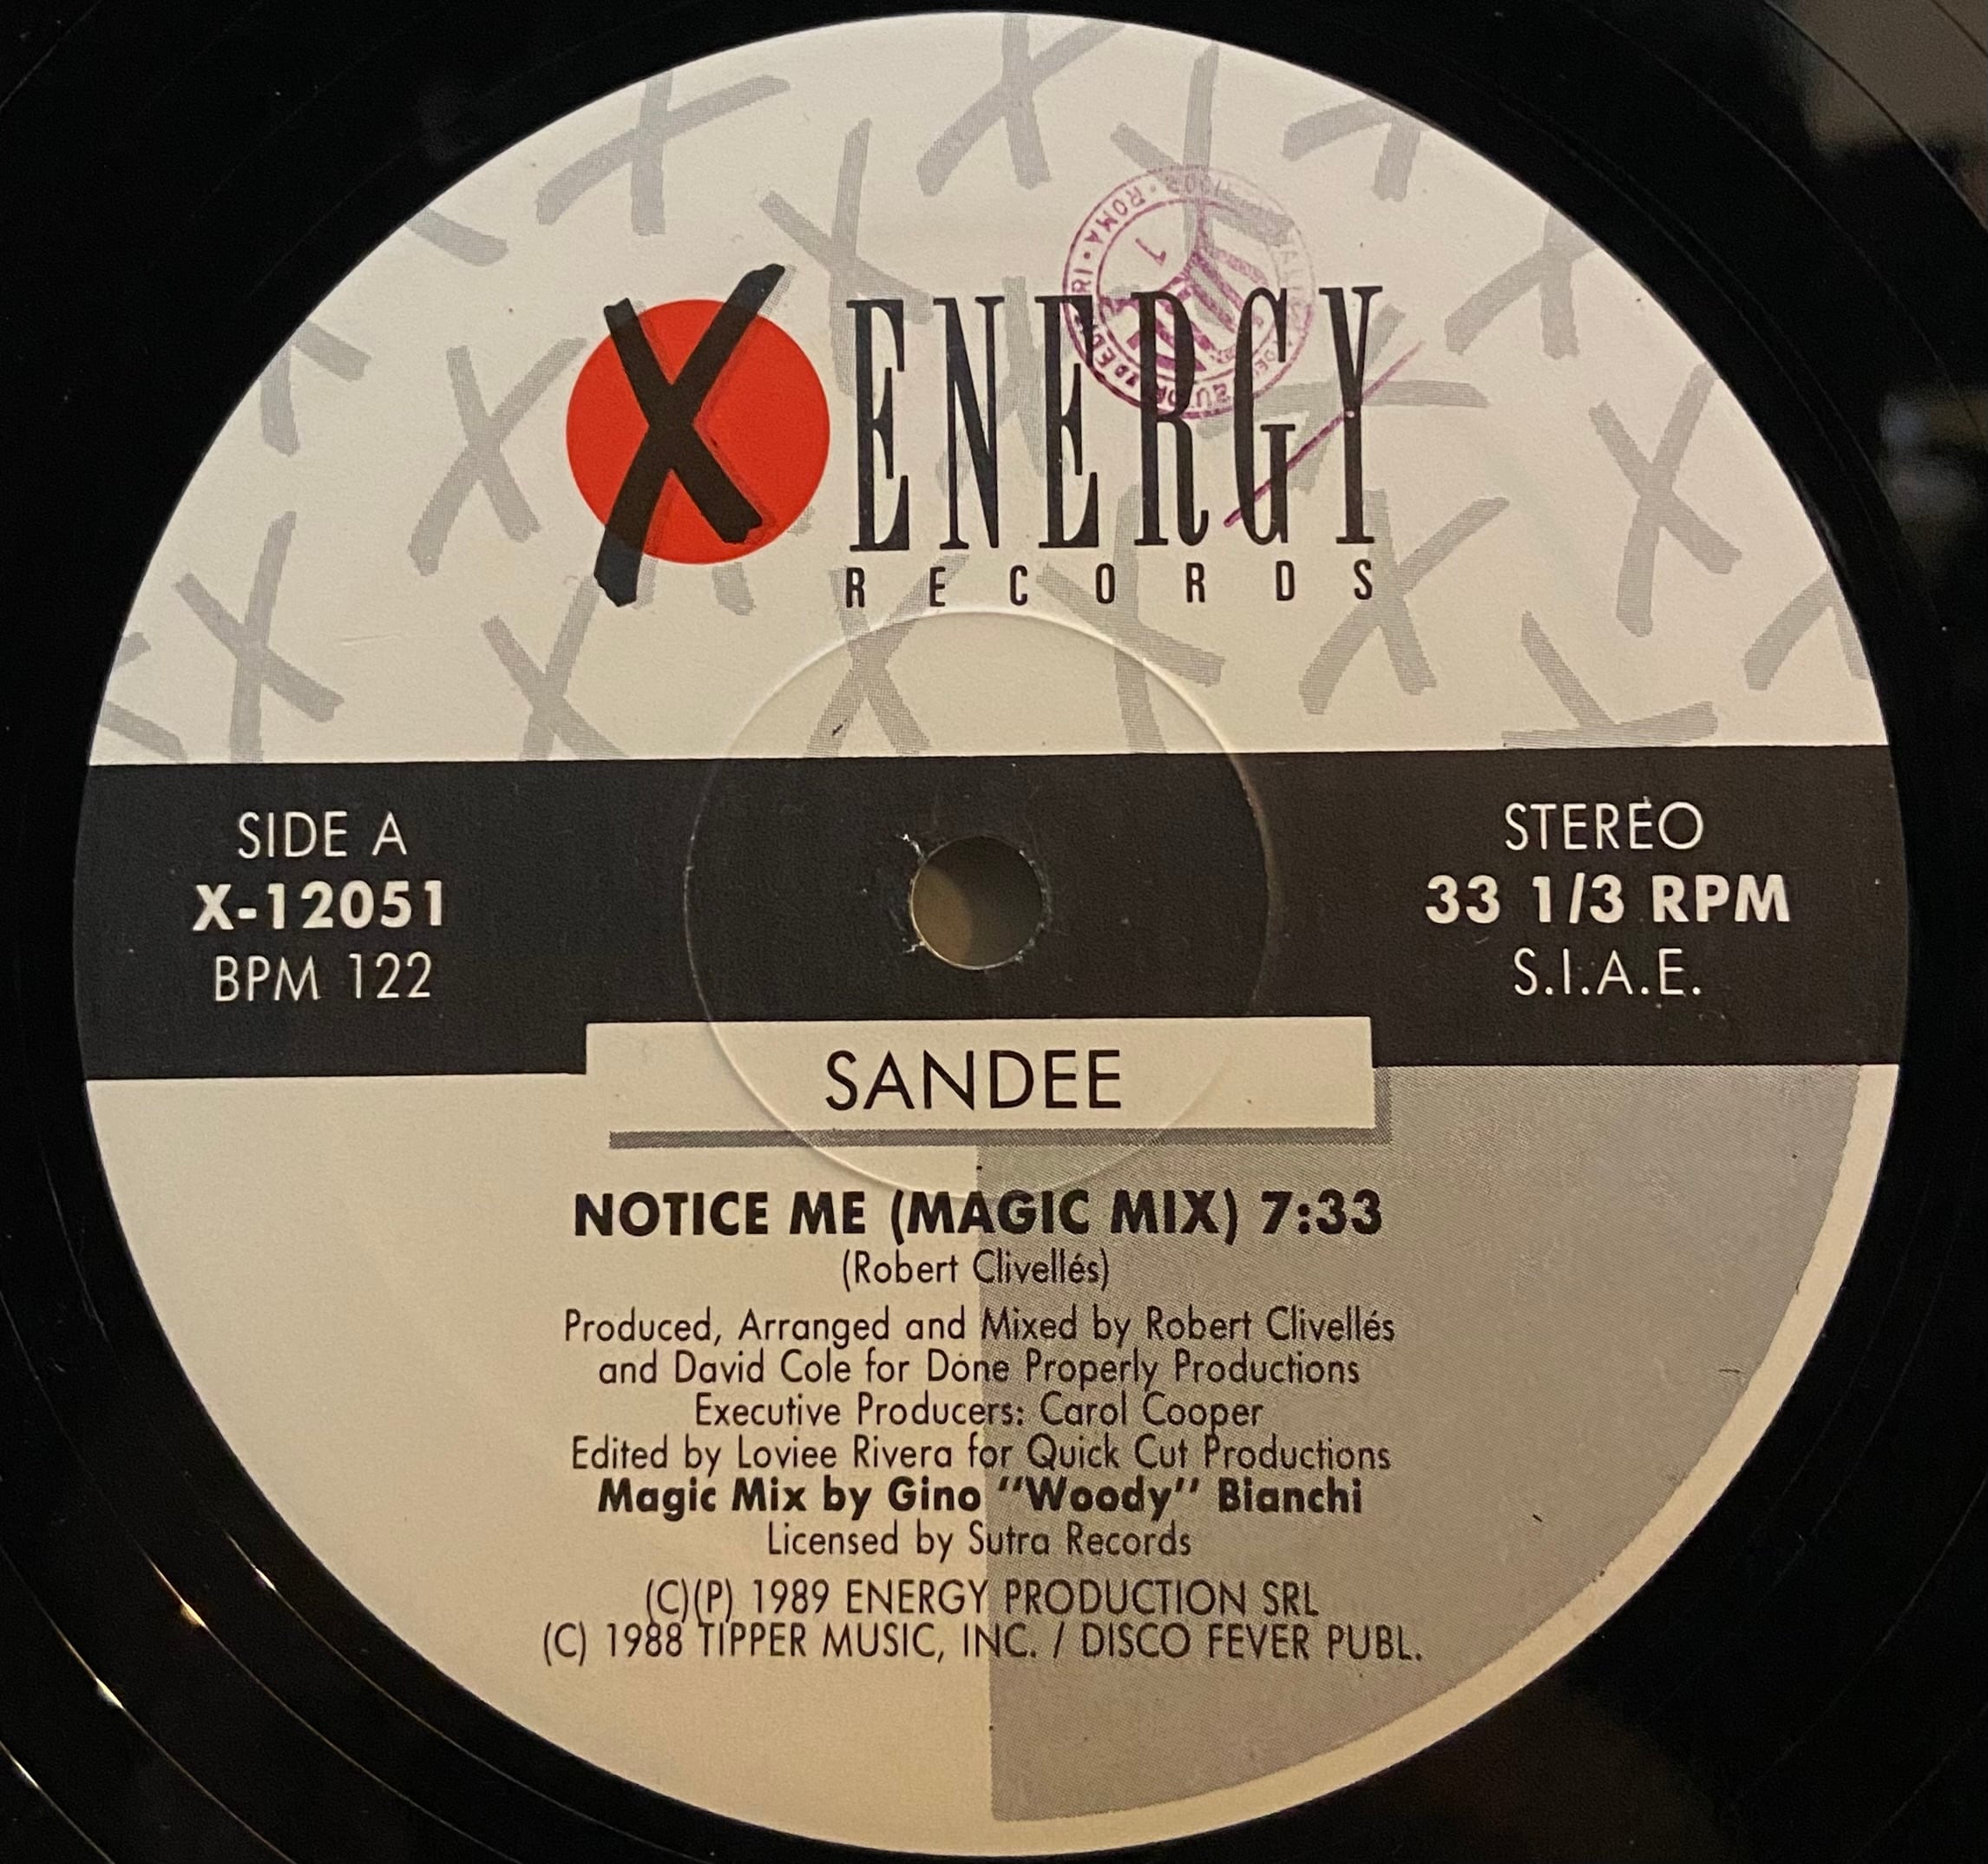 X ENERGY
RECORDS
ROMA
SIDE A
X-12051
BPM 122
STEREO
33 1/3 RPM
S.I.A.E.
SANDEE
NOTICE ME (MAGIC MIX) 7:33
(Robert Clivellés)
Produced, Arranged and Mixed by Robert Clivellés
and David Cole for Done Properly Productions
Executive Producers: Carol Cooper
Edited by Loviee Rivera for Quick Cut Productions
Magic Mix by Gino "Woody" Bianchi
Licensed by Sutra Records
(C)(P) 1989 ENERGY PRODUCTION SRL
(C) 1988 TIPPER MUSIC, INC. / DISCO FEVER PUBL.